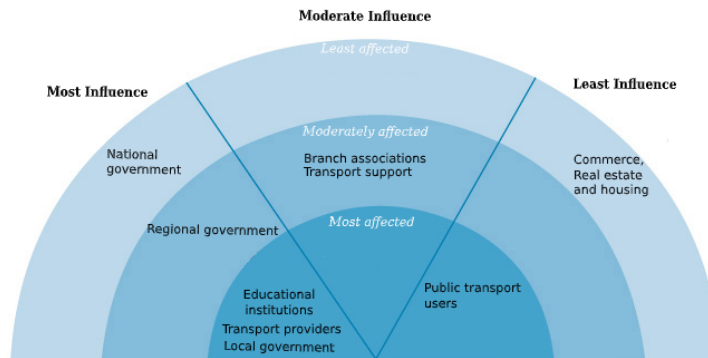 Moderate Influence
Least affected
Most Influence
Least Influence
Moderately affected
National
government
Branch associations
Transport support
Commerce,
Real estate
and housing
Regional government
Most affected
Educational
institutions
Transport providers
Local government
Public transport
users